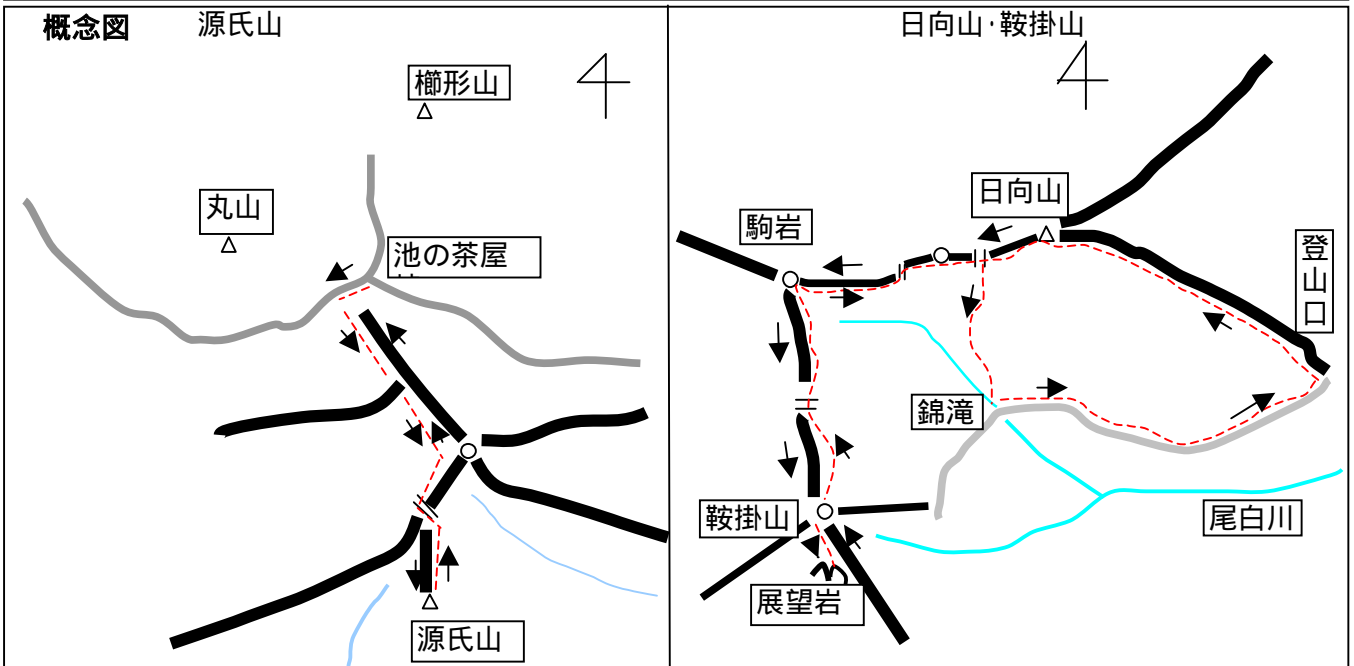 概念図 源氏山
櫛形山
丸山
池の茶屋
源氏山
日向山・鞍掛山
日向山
駒岩
登山口
錦滝
鞍掛山
尾白川
展望岩